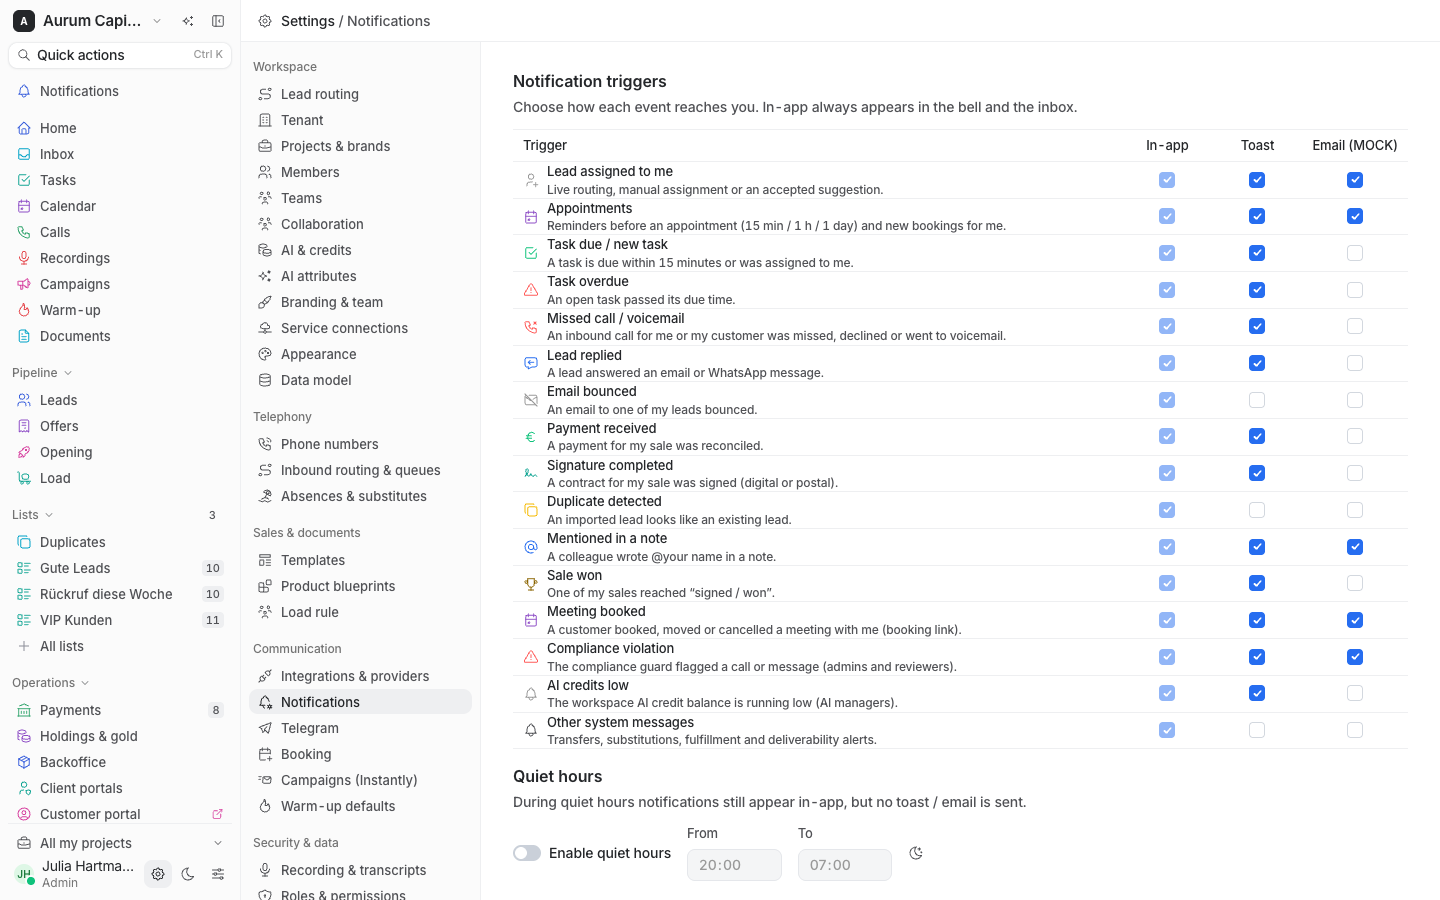 A Aurum Capi...
Quick actions Ctrl K
Notifications
Home
Inbox
Tasks
Calendar
Calls
Recordings
Campaigns
Warm-up
Documents
Pipeline
Leads
Offers
Opening
Load
Lists 3
Duplicates
Gute Leads 10
Rückruf diese Woche 10
VIP Kunden 11
All lists
Operations
Payments 8
Holdings & gold
Backoffice
Client portals
Customer portal
All my projects
JH Julia Hartma...
Admin
Settings / Notifications
Workspace
Lead routing
Tenant
Projects & brands
Members
Teams
Collaboration
AI & credits
AI attributes
Branding & team
Service connections
Appearance
Data model
Telephony
Phone numbers
Inbound routing & queues
Absences & substitutes
Sales & documents
Templates
Product blueprints
Load rule
Communication
Integrations & providers
Notifications
Telegram
Booking
Campaigns (Instantly)
Warm-up defaults
Security & data
Recording & transcripts
Roles & permissions
Notification triggers
Choose how each event reaches you. In-app always appears in the bell and the inbox.
Trigger In-app Toast Email (MOCK)
Lead assigned to me
Live routing, manual assignment or an accepted suggestion.
Appointments
Reminders before an appointment (15 min / 1 h / 1 day) and new bookings for me.
Task due / new task
A task is due within 15 minutes or was assigned to me.
Task overdue
An open task passed its due time.
Missed call / voicemail
An inbound call for me or my customer was missed, declined or went to voicemail.
Lead replied
A lead answered an email or WhatsApp message.
Email bounced
An email to one of my leads bounced.
Payment received
A payment for my sale was reconciled.
Signature completed
A contract for my sale was signed (digital or postal).
Duplicate detected
An imported lead looks like an existing lead.
Mentioned in a note
A colleague wrote @your name in a note.
Sale won
One of my sales reached “signed / won”.
Meeting booked
A customer booked, moved or cancelled a meeting with me (booking link).
Compliance violation
The compliance guard flagged a call or message (admins and reviewers).
AI credits low
The workspace AI credit balance is running low (AI managers).
Other system messages
Transfers, substitutions, fulfillment and deliverability alerts.
Quiet hours
During quiet hours notifications still appear in-app, but no toast / email is sent.
From To
Enable quiet hours 20:00 07:00